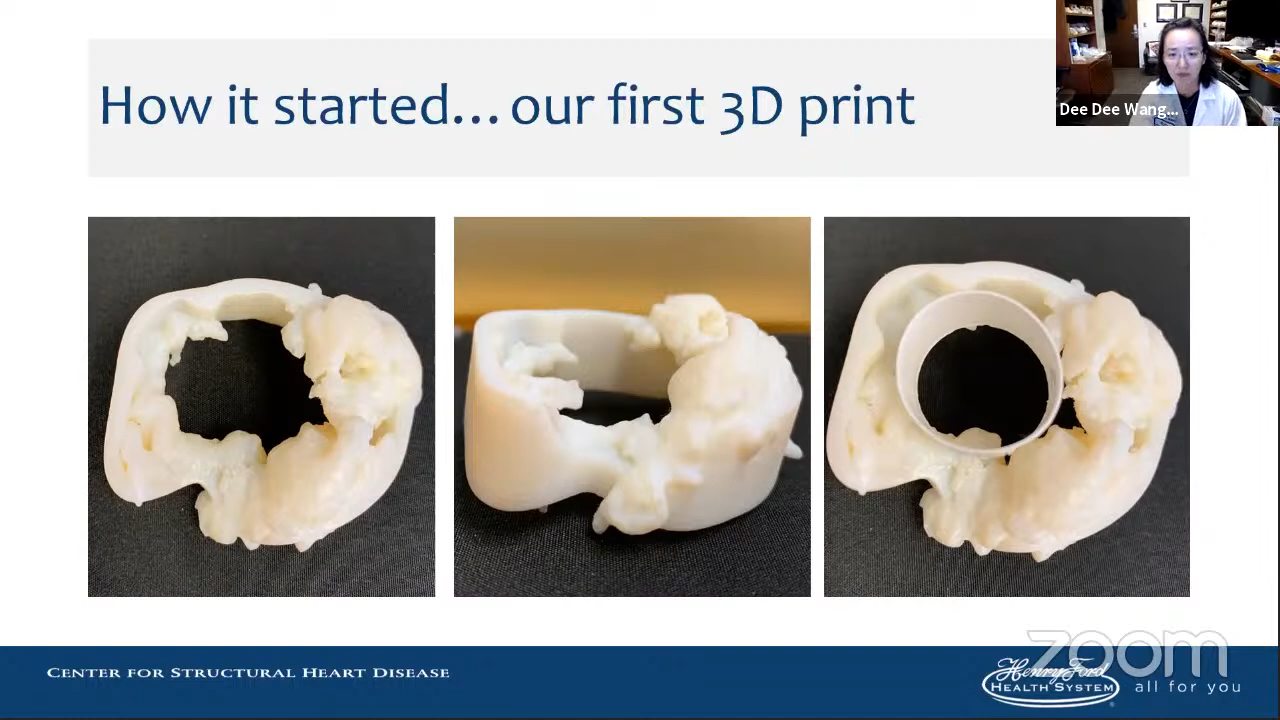 How it started... our first 3D print
Dee Dee Wang...
CENTER FOR STRUCTURAL HEART DISEASE
zoom
Henry Ford
HEALTH SYSTEM
all for you